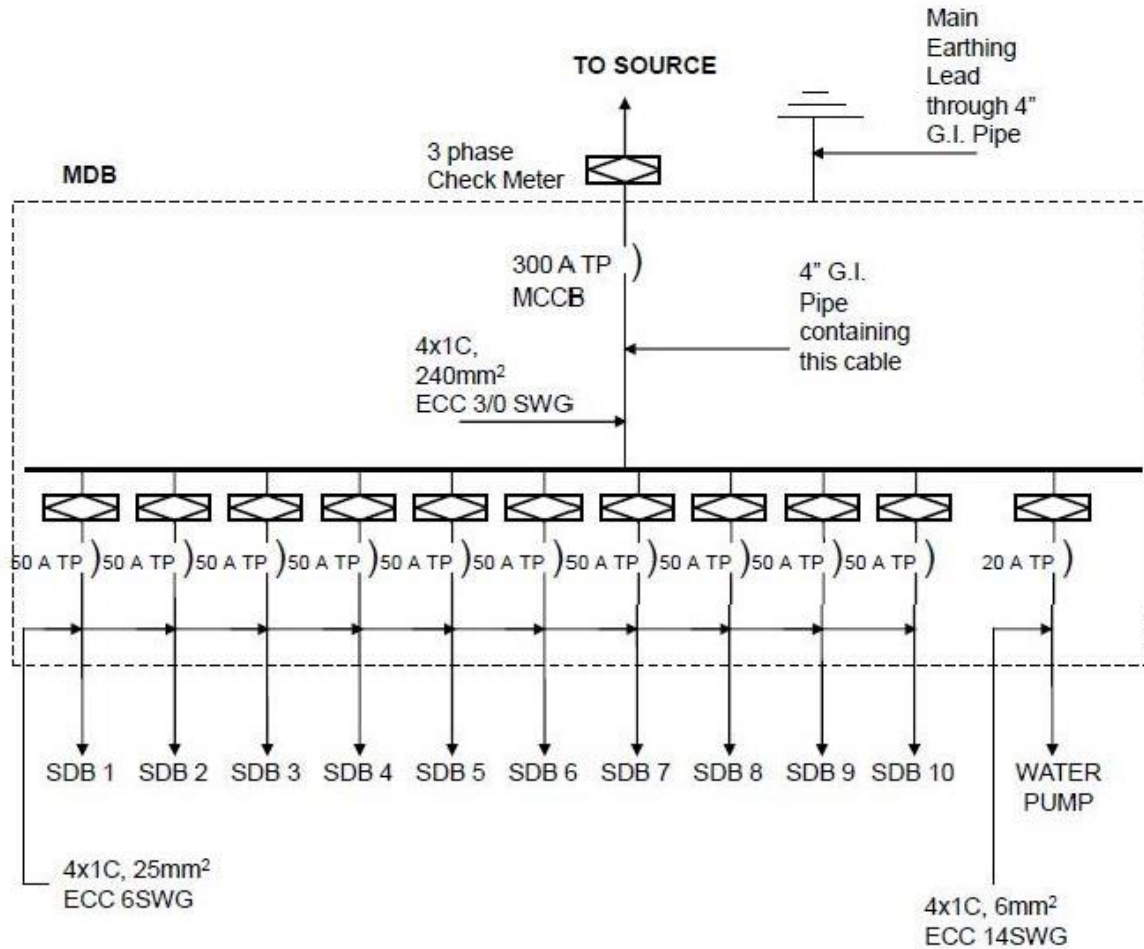 Main
Earthing
Lead
through 4”
G.I. Pipe
TO SOURCE
3 phase
Check Meter
MDB
300 A TP
MCCB
4” G.I.
Pipe
containing
this cable
4x1C,
240mm²
ECC 3/0 SWG
50 A TP 50 A TP 50 A TP 50 A TP 50 A TP 50 A TP 50 A TP 50 A TP 50 A TP 50 A TP 20 A TP
SDB 1 SDB 2 SDB 3 SDB 4 SDB 5 SDB 6 SDB 7 SDB 8 SDB 9 SDB 10 WATER
PUMP
4x1C, 25mm²
ECC 6SWG
4x1C, 6mm²
ECC 14SWG